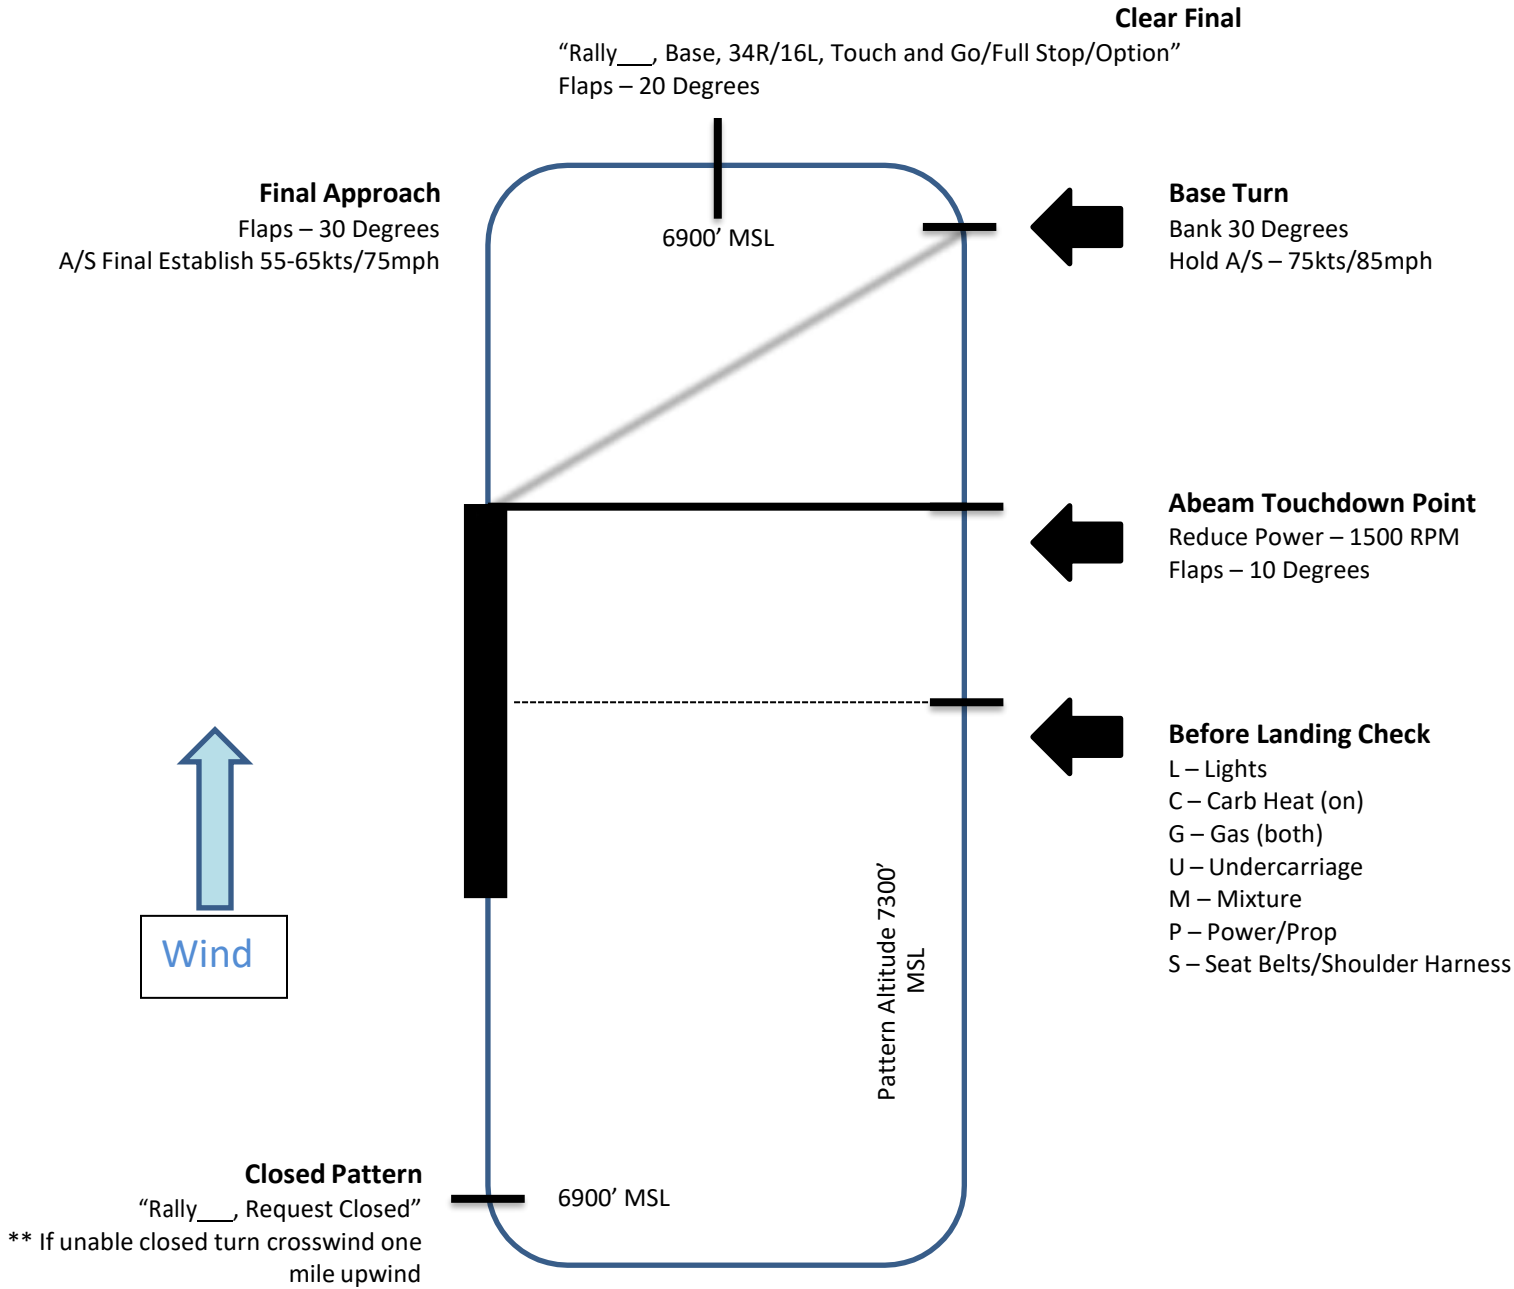 Clear Final
“Rally___, Base, 34R/16L, Touch and Go/Full Stop/Option”
Flaps – 20 Degrees
Final Approach
Flaps – 30 Degrees
A/S Final Establish 55-65kts/75mph
6900’ MSL
Base Turn
Bank 30 Degrees
Hold A/S – 75kts/85mph
Abeam Touchdown Point
Reduce Power – 1500 RPM
Flaps – 10 Degrees
Before Landing Check
L – Lights
C – Carb Heat (on)
G – Gas (both)
U – Undercarriage
M – Mixture
P – Power/Prop
S – Seat Belts/Shoulder Harness
Wind
Pattern Altitude 7300’
MSL
Closed Pattern
“Rally___, Request Closed”
** If unable closed turn crosswind one
mile upwind
6900’ MSL